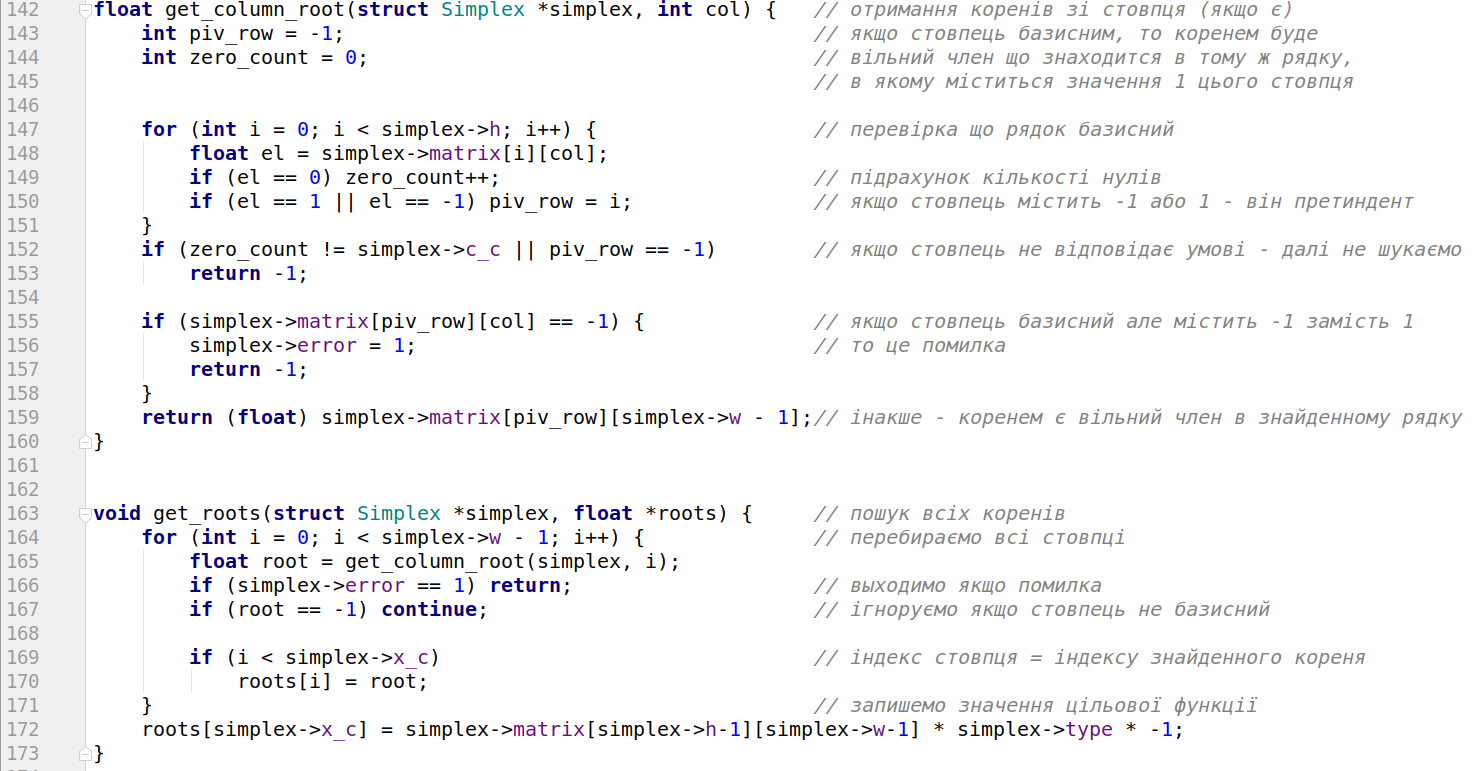 142 float get_column_root(struct Simplex *simplex, int col) { // отримання коренів зі стовпця (якщо є)
143 int piv_row = -1; // якщо стовпець базисним, то коренем буде
144 int zero_count = 0; // вільний член що знаходится в тому ж рядку,
145 // в якому міститься значення 1 цього стовпця
146
147 for (int i = 0; i < simplex->h; i++) { // перевірка що рядок базисний
148 float el = simplex->matrix[i][col];
149 if (el == 0) zero_count++; // підрахунок кількості нулів
150 if (el == 1 || el == -1) piv_row = i; // якщо стовпець містить -1 або 1 - він претиндент
151 }
152 if (zero_count != simplex->c_c || piv_row == -1) // якщо стовпець не відповідає умові - далі не шукаємо
153 return -1;
154
155 if (simplex->matrix[piv_row][col] == -1) { // якщо стовпець базисний але містить -1 замість 1
156 simplex->error = 1; // то це помилка
157 return -1;
158 }
159 return (float) simplex->matrix[piv_row][simplex->w - 1];// інакше - коренем є вільний член в знайденному рядку
160 }
161
162
163 void get_roots(struct Simplex *simplex, float *roots) { // пошук всіх коренів
164 for (int i = 0; i < simplex->w - 1; i++) { // перебираємо всі стовпці
165 float root = get_column_root(simplex, i);
166 if (simplex->error == 1) return; // выходимо якщо помилка
167 if (root == -1) continue; // ігноруємо якщо стовпець не базисний
168
169 if (i < simplex->x_c) // індекс стовпця = індексу знайденного кореня
170 roots[i] = root;
171 } // запишемо значення цільової функції
172 roots[simplex->x_c] = simplex->matrix[simplex->h-1][simplex->w-1] * simplex->type * -1;
173 }